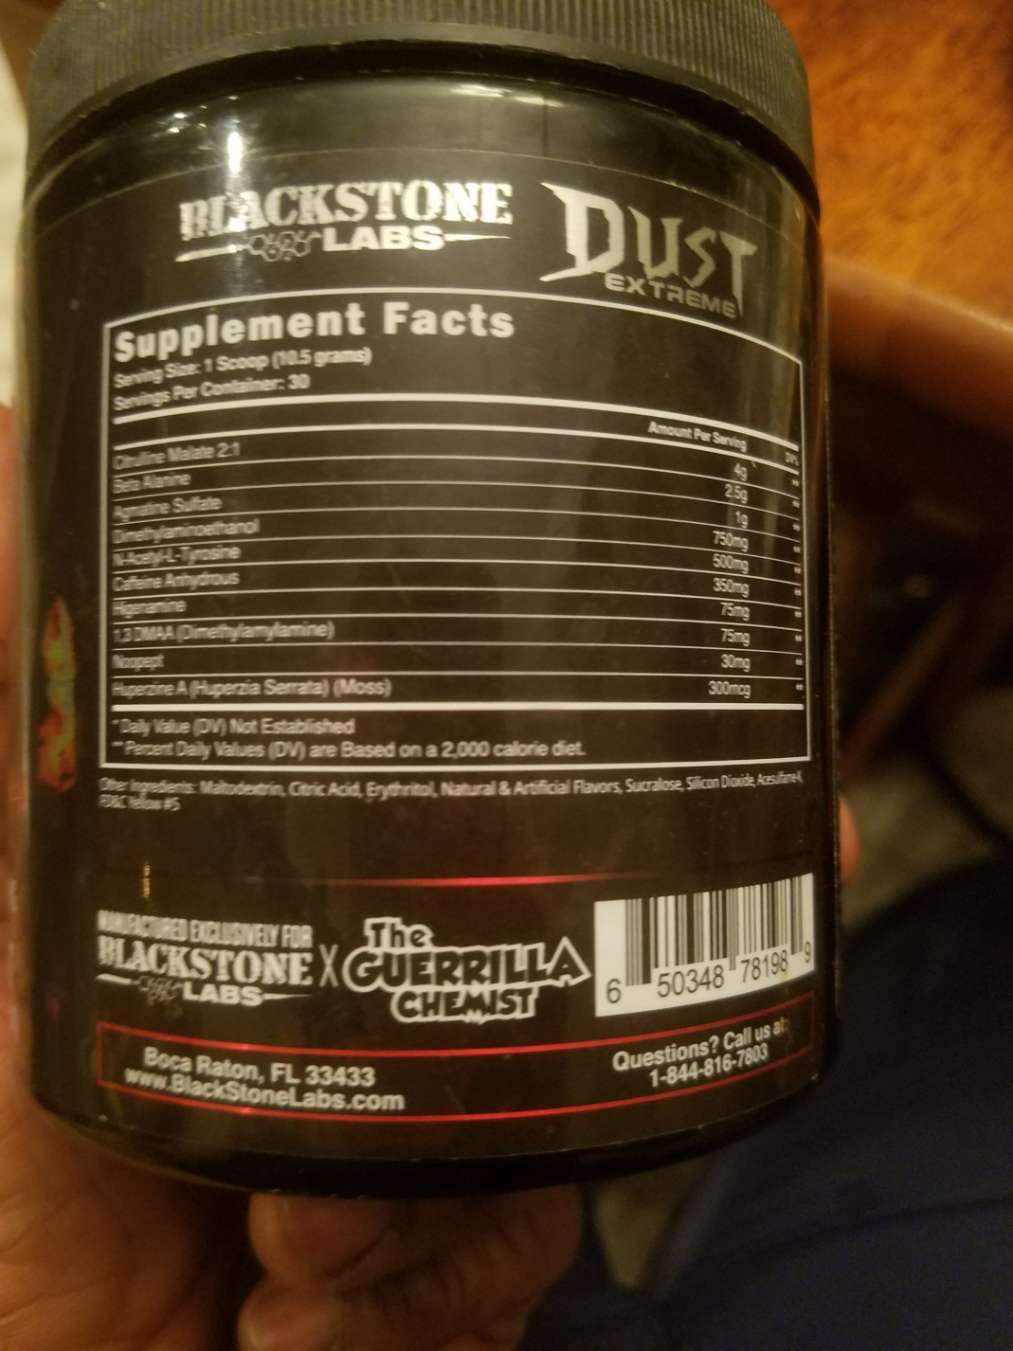 BLACKSTONE
LABS
DUST
EXTREME
Supplement Facts
Serving Size: 1 Scoop (10.5 grams)
Servings Per Container: 30
Amount Per Serving DV%
Citrulline Malate 2:1 4g **
Beta Alanine 2.5g **
Agmatine Sulfate 1g **
Dimethylaminoethanol 750mg **
N-Acetyl-L-Tyrosine 500mg **
Caffeine Anhydrous 350mg **
Higenamine 75mg **
1,3 DMAA (Dimethylamylamine) 75mg **
Noopept 30mg **
Huperzine A (Huperzia Serrata) (Moss) 300mcg **
* Daily Value (DV) Not Established
** Percent Daily Values (DV) are Based on a 2,000 calorie diet.
Other Ingredients: Maltodextrin, Citric Acid, Erythritol, Natural & Artificial Flavors, Sucralose, Silicon Dioxide, Acesulfame-K,
FD&C Yellow #5
MANUFACTURED EXCLUSIVELY FOR
BLACKSTONE
LABS
X
The
GUERRILLA
CHEMIST
6 50348 78198 9
Boca Raton, FL 33433
www.BlackStoneLabs.com
Questions? Call us at:
1-844-816-7803